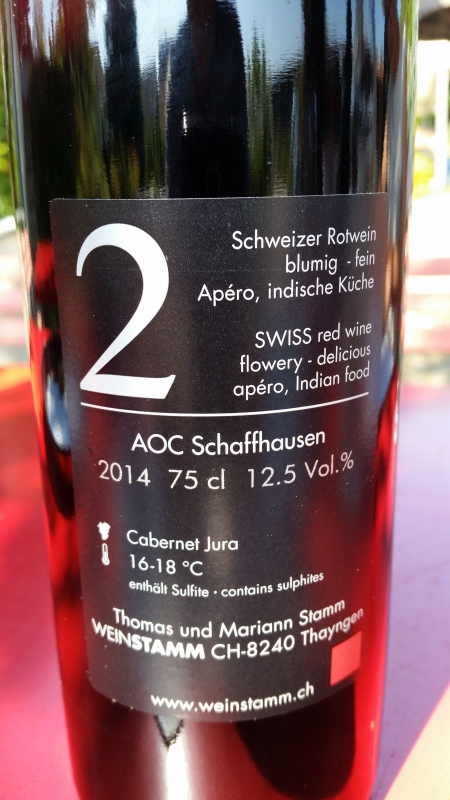 2
Schweizer Rotwein
blumig - fein
Apéro, indische Küche
SWISS red wine
flowery - delicious
apéro, Indian food
AOC Schaffhausen
2014 75 cl 12.5 Vol.%
Cabernet Jura
16-18 °C
enthält Sulfite · contains sulphites
Thomas und Mariann Stamm
WEINSTAMM CH-8240 Thayngen
www.weinstamm.ch